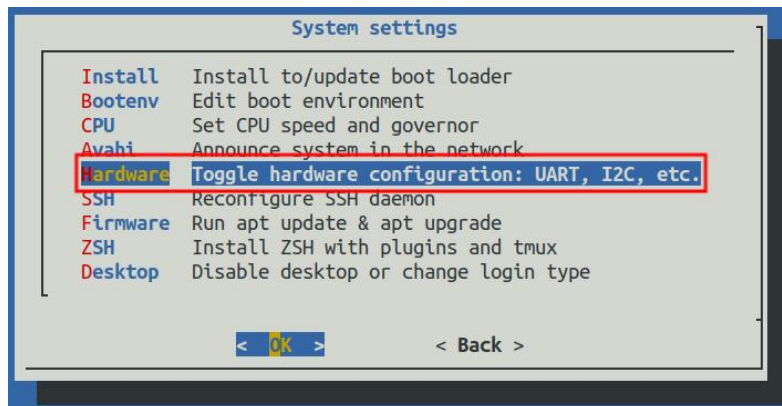 System settings
Install Install to/update boot loader
Bootenv Edit boot environment
CPU Set CPU speed and governor
Avahi Announce system in the network
Hardware Toggle hardware configuration: UART, I2C, etc.
SSH Reconfigure SSH daemon
Firmware Run apt update & apt upgrade
ZSH Install ZSH with plugins and tmux
Desktop Disable desktop or change login type
< OK > < Back >